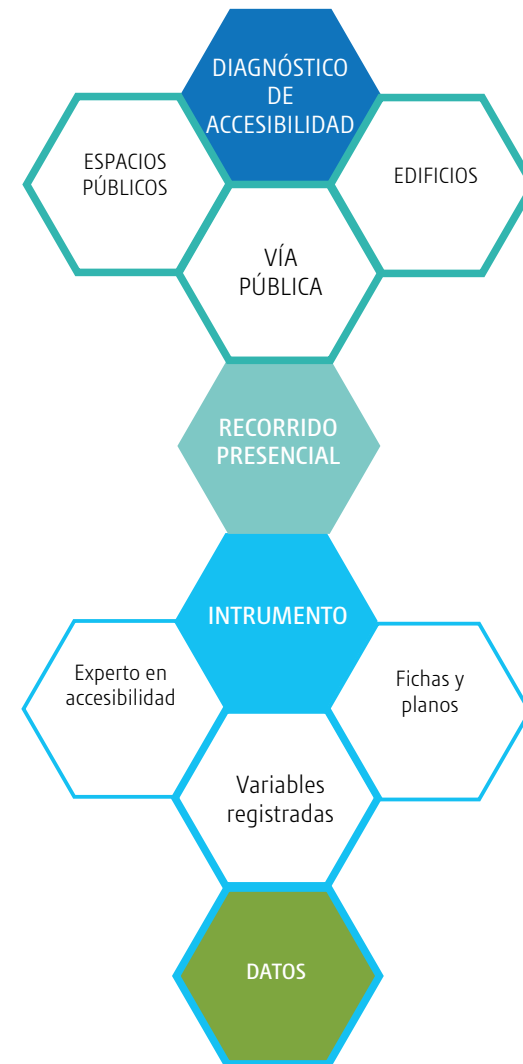 DIAGNÓSTICO
DE
ACCESIBILIDAD
ESPACIOS
PÚBLICOS
EDIFICIOS
VÍA
PÚBLICA
RECORRIDO
PRESENCIAL
INTRUMENTO
Experto en
accesibilidad
Fichas y
planos
Variables
registradas
DATOS